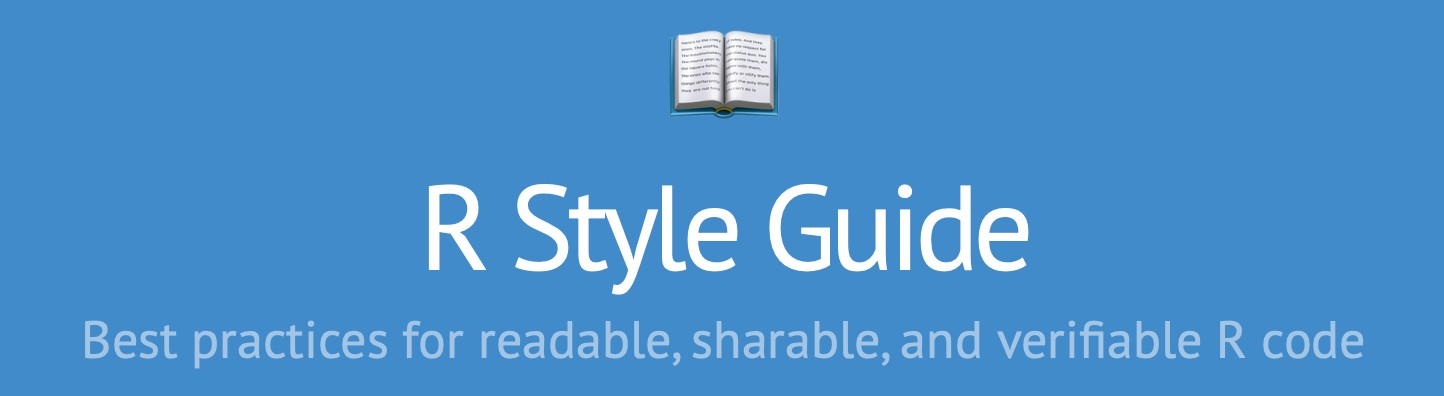 R Style Guide
Best practices for readable, sharable, and verifiable R code